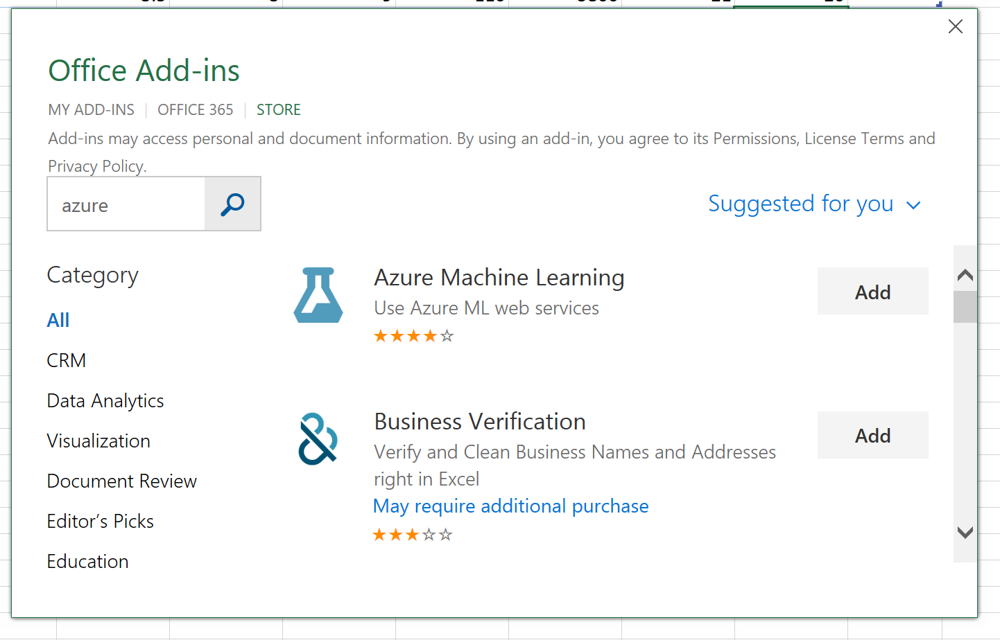 Office Add-ins
MY ADD-INS | OFFICE 365 | STORE
Add-ins may access personal and document information. By using an add-in, you agree to its Permissions, License Terms and
Privacy Policy.
azure
Suggested for you
Category
All
CRM
Data Analytics
Visualization
Document Review
Editor’s Picks
Education
Azure Machine Learning
Use Azure ML web services
Add
Business Verification
Verify and Clean Business Names and Addresses
right in Excel
May require additional purchase
Add